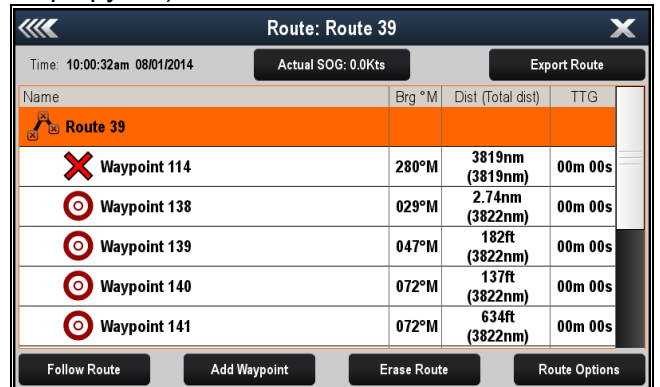 Route: Route 39
Time: 10:00:32am 08/01/2014 Actual SOG: 0.0Kts Export Route
Name Brg °M Dist (Total dist) TTG
Route 39
Waypoint 114 280°M 3819nm (3819nm) 00m 00s
Waypoint 138 029°M 2.74nm (3822nm) 00m 00s
Waypoint 139 047°M 182ft (3822nm) 00m 00s
Waypoint 140 072°M 137ft (3822nm) 00m 00s
Waypoint 141 072°M 634ft (3822nm) 00m 00s
Follow Route Add Waypoint Erase Route Route Options